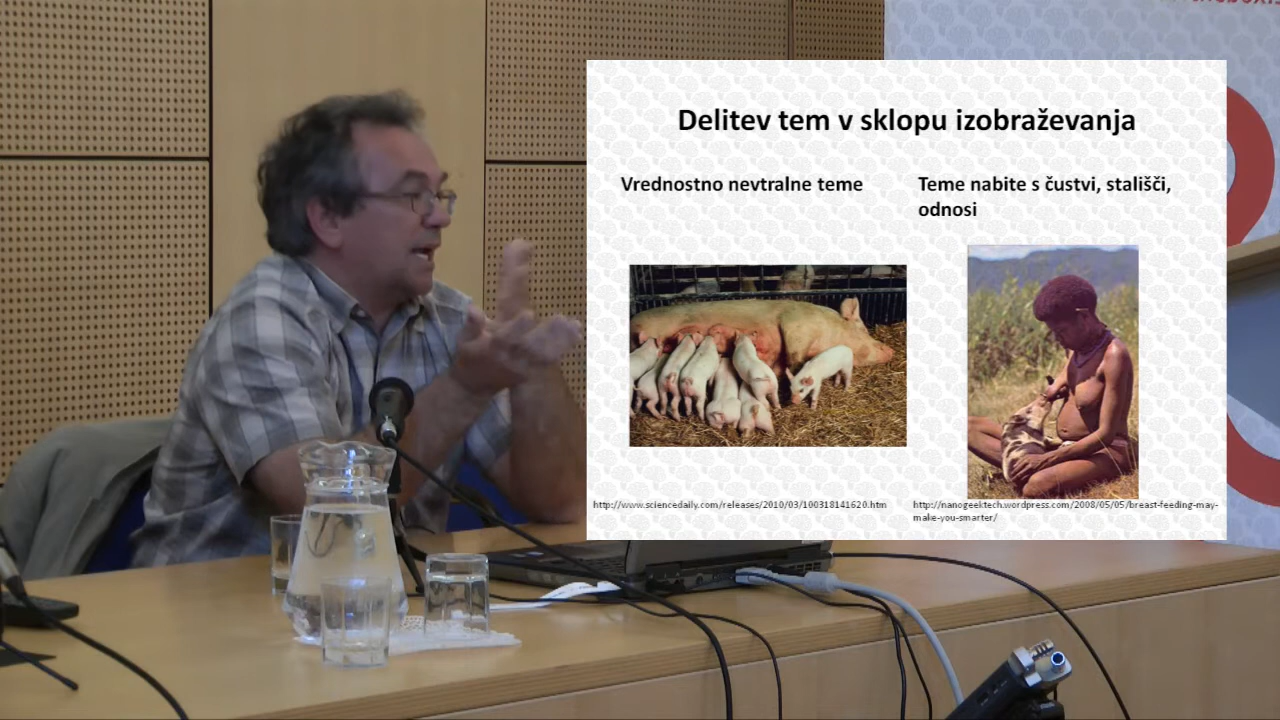 Delitev tem v sklopu izobraževanja
Vrednostno nevtralne teme
Teme nabite s čustvi, stališči,
odnosi
http://www.sciencedaily.com/releases/2010/03/100318141620.htm
http://nanogeektech.wordpress.com/2008/05/05/breast-feeding-may-
make-you-smarter/